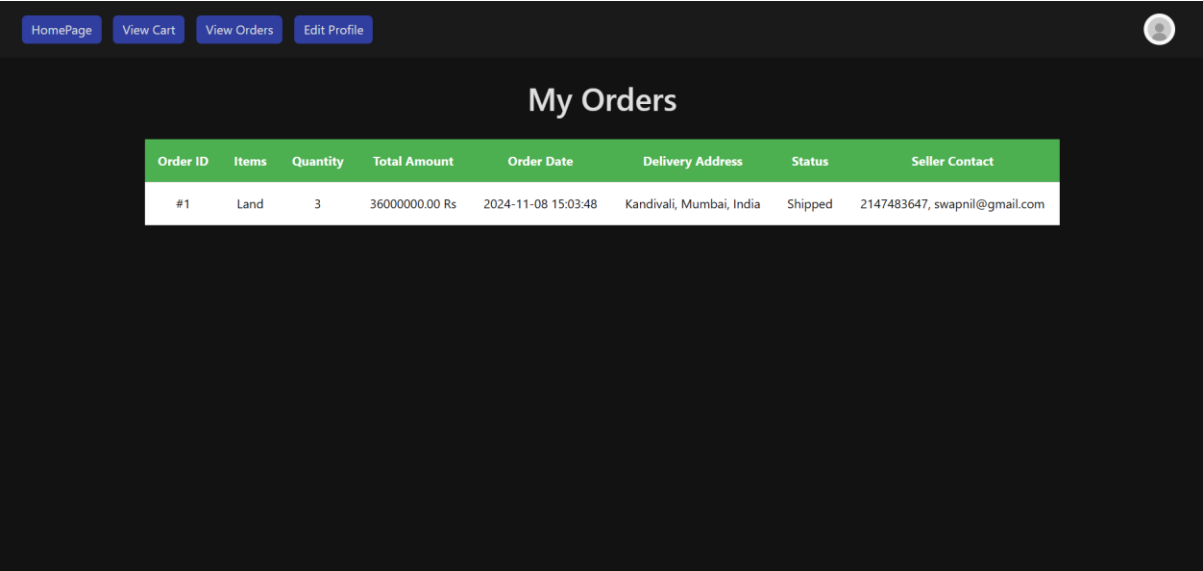 HomePage View Cart View Orders Edit Profile
My Orders
Order ID Items Quantity Total Amount Order Date Delivery Address Status Seller Contact
#1 Land 3 36000000.00 Rs 2024-11-08 15:03:48 Kandivali, Mumbai, India Shipped 2147483647, swapnil@gmail.com